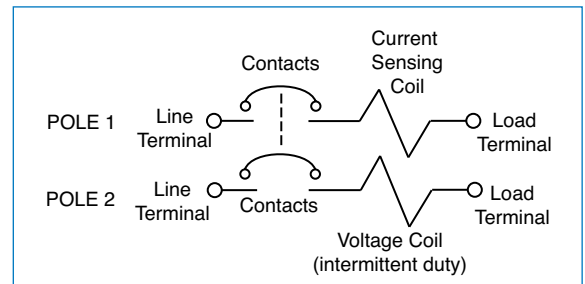 Current
Sensing
Coil
Contacts
POLE 1
Line
Terminal
Load
Terminal
POLE 2
Line
Terminal
Contacts
Load
Terminal
Voltage Coil
(intermittent duty)